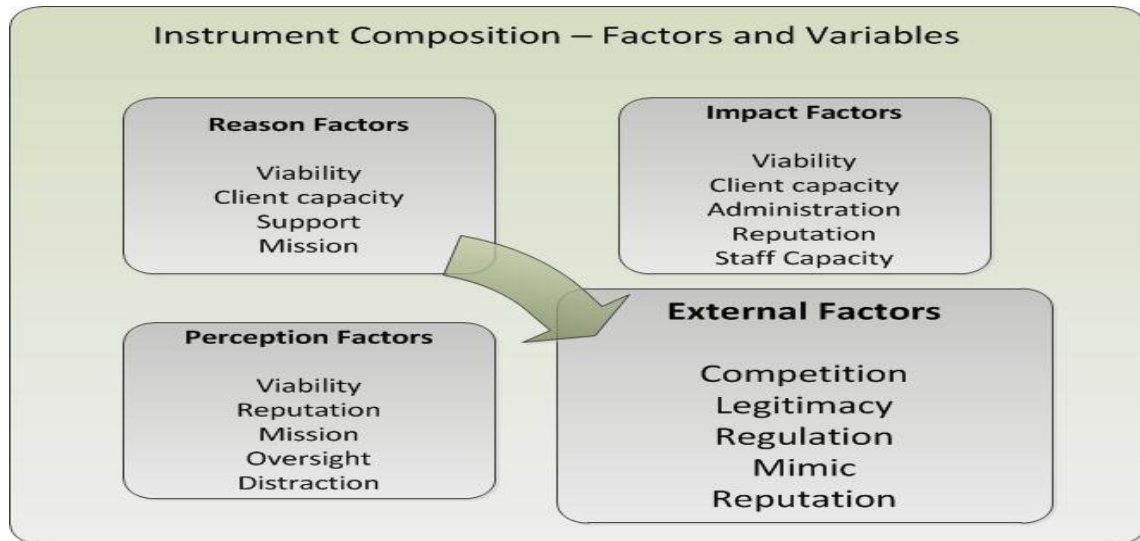 Instrument Composition – Factors and Variables
Reason Factors
Viability
Client capacity
Support
Mission
Impact Factors
Viability
Client capacity
Administration
Reputation
Staff Capacity
Perception Factors
Viability
Reputation
Mission
Oversight
Distraction
External Factors
Competition
Legitimacy
Regulation
Mimic
Reputation